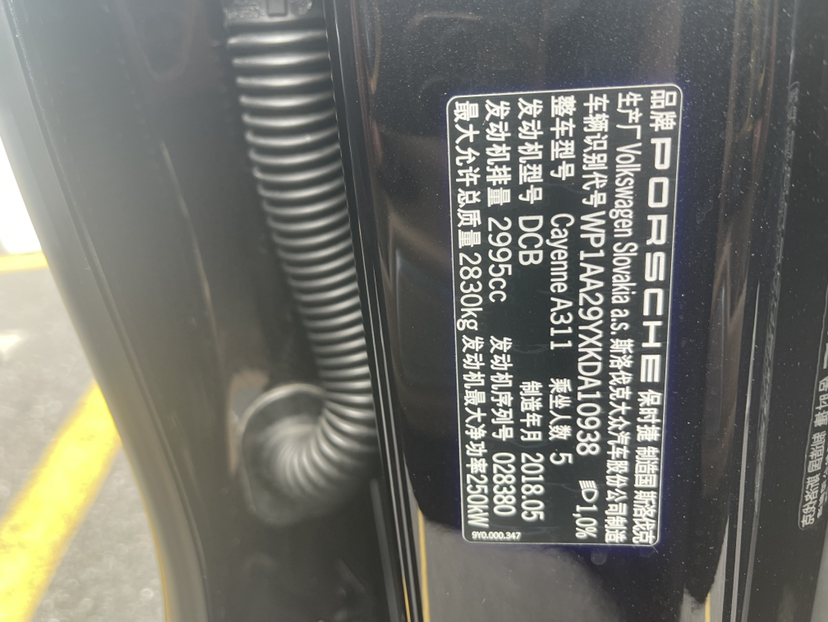 品牌 PORSCHE 保时捷 制造国 斯洛伐克
生产厂 Volkswagen Slovakia a.s. 斯洛伐克大众汽车股份公司制造
车辆识别代号 WP1AA29YXKDA10938 1,0%
整车型号 Cayenne A311 乘坐人数 5
发动机型号 DCB 制造年月 2018.05
发动机排量 2995cc 发动机序列号 028380
最大允许总质量 2830kg 发动机最大净功率250kW
9Y0.000.347